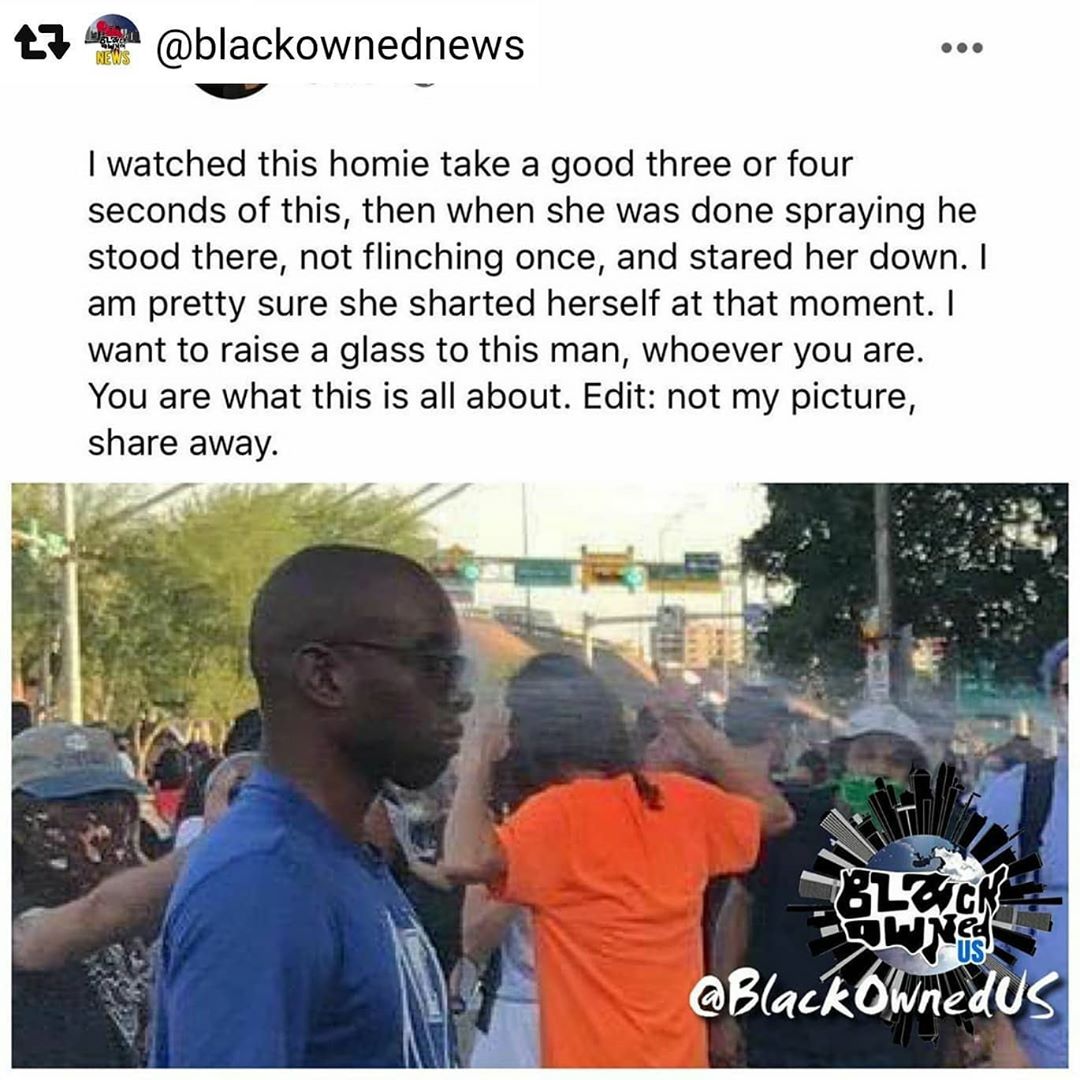 BLACK OWNED NEWS
@blackownednews
I watched this homie take a good three or four
seconds of this, then when she was done spraying he
stood there, not flinching once, and stared her down. I
am pretty sure she sharted herself at that moment. I
want to raise a glass to this man, whoever you are.
You are what this is all about. Edit: not my picture,
share away.
BLACK
OWNED
US
@BlackOwnedUS